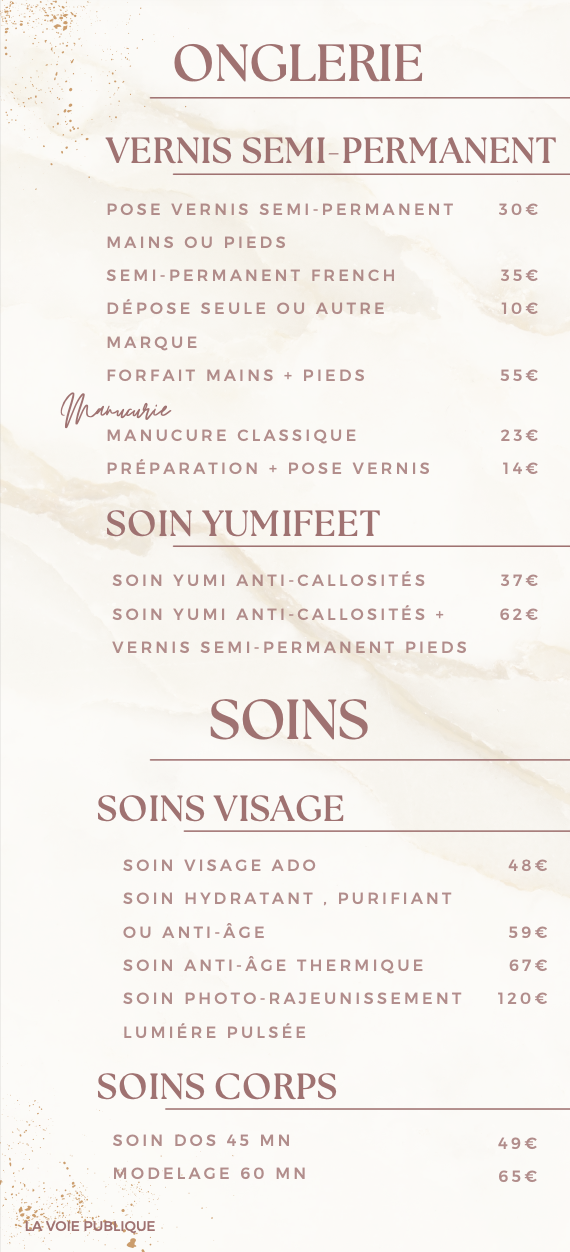 ONGLERIE
VERNIS SEMI-PERMANENT
POSE VERNIS SEMI-PERMANENT 30€
MAINS OU PIEDS
SEMI-PERMANENT FRENCH 35€
DÉPOSE SEULE OU AUTRE 10€
MARQUE
FORFAIT MAINS + PIEDS 55€
Manucurie
MANUCURE CLASSIQUE 23€
PRÉPARATION + POSE VERNIS 14€
SOIN YUMIFEET
SOIN YUMI ANTI-CALLOSITÉS 37€
SOIN YUMI ANTI-CALLOSITÉS + 62€
VERNIS SEMI-PERMANENT PIEDS
SOINS
SOINS VISAGE
SOIN VISAGE ADO 48€
SOIN HYDRATANT , PURIFIANT
OU ANTI-ÂGE 59€
SOIN ANTI-ÂGE THERMIQUE 67€
SOIN PHOTO-RAJEUNISSEMENT 120€
LUMIÉRE PULSÉE
SOINS CORPS
SOIN DOS 45 MN 49€
MODELAGE 60 MN 65€
LA VOIE PUBLIQUE